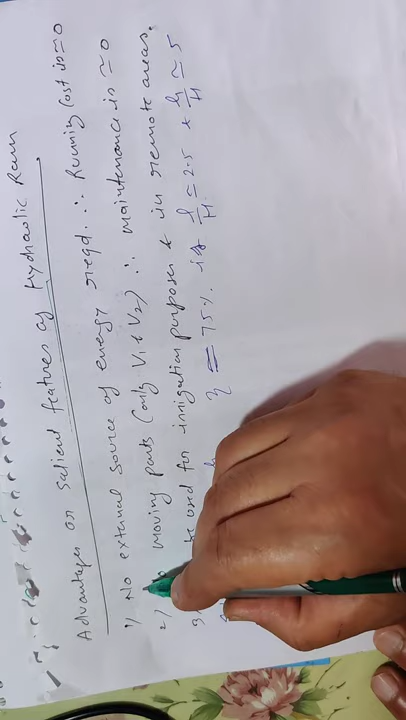 Advantages or salient features of Hydraulic Ram
1) No external source of energy reqd. ∴ Running Cost is ≃ 0
2) moving parts (only V1 & V2) ∴ maintenance is ≃ 0
3) be used for irrigation purposes & in remote areas.
η = 75% if l/H = 2.5 & h/H ≃ 5